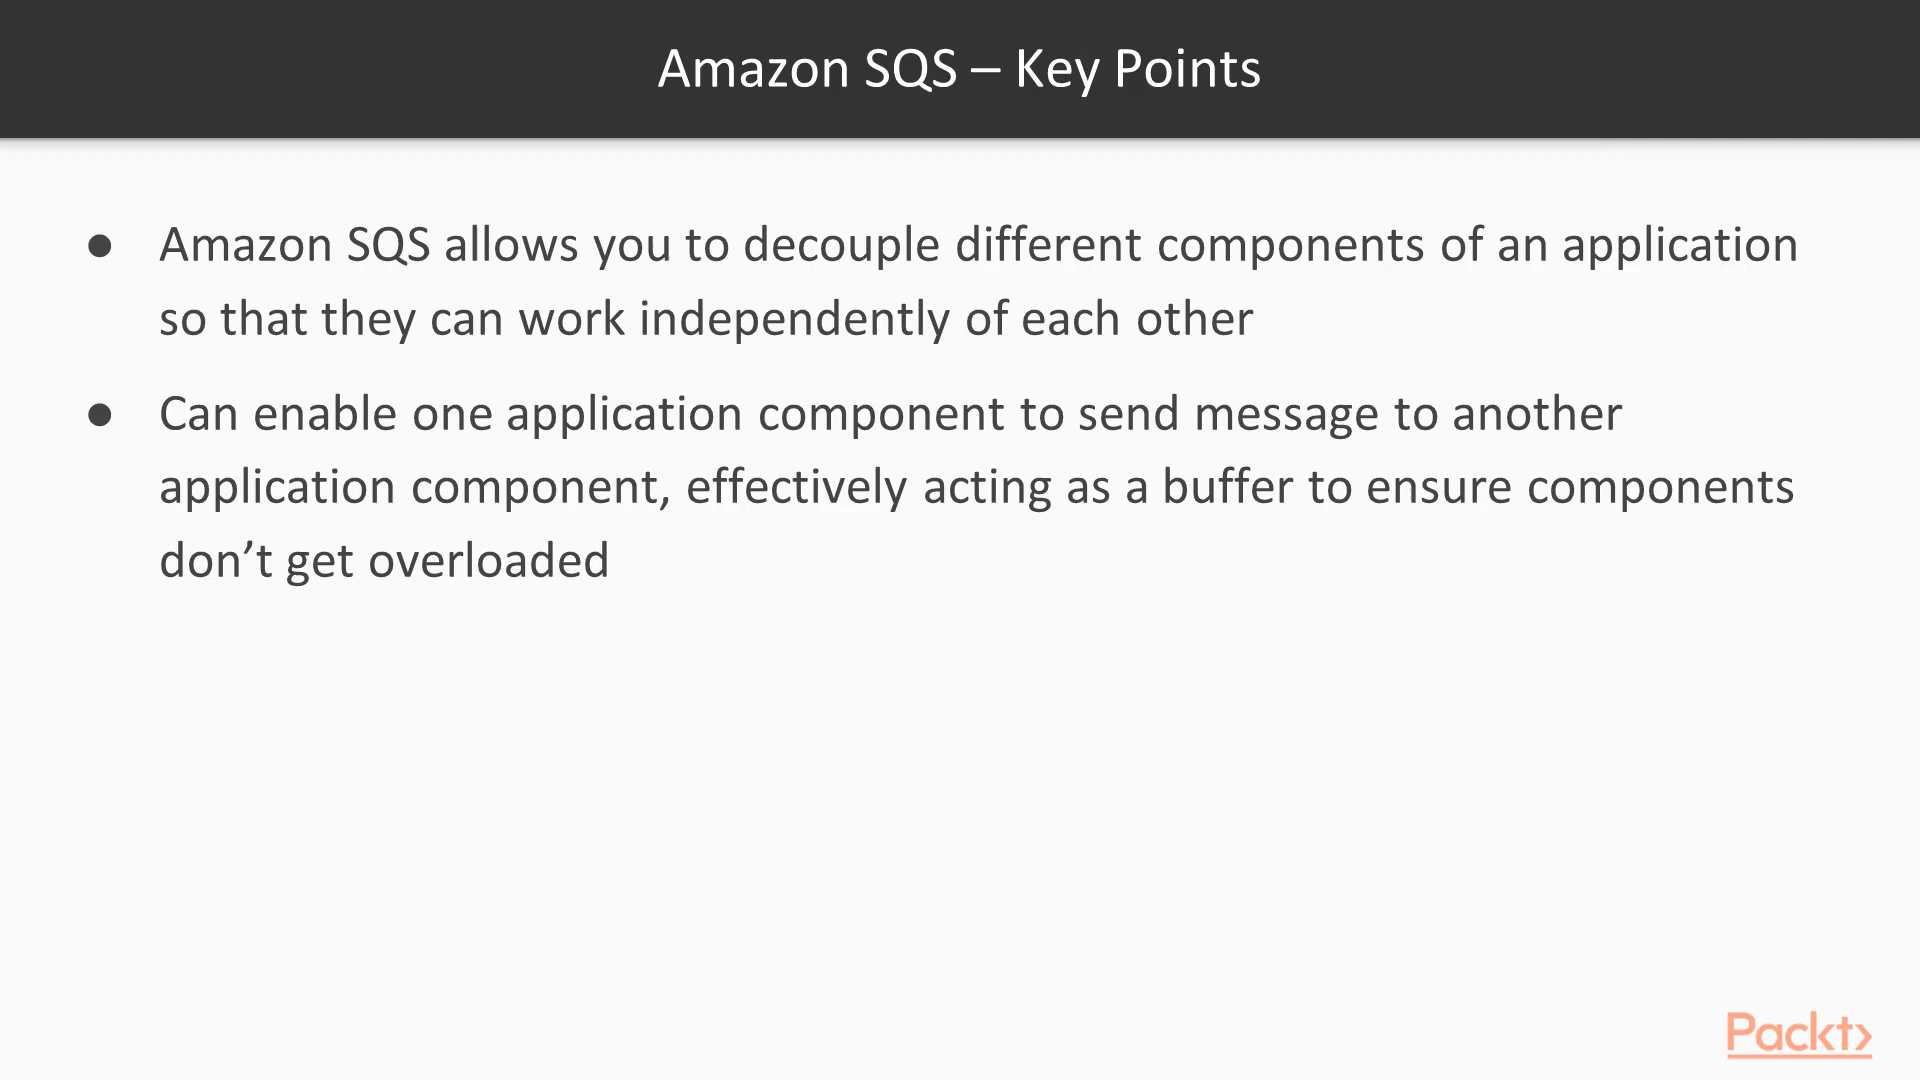 Amazon SQS – Key Points
● Amazon SQS allows you to decouple different components of an application
so that they can work independently of each other
● Can enable one application component to send message to another
application component, effectively acting as a buffer to ensure components
don’t get overloaded
Packt>